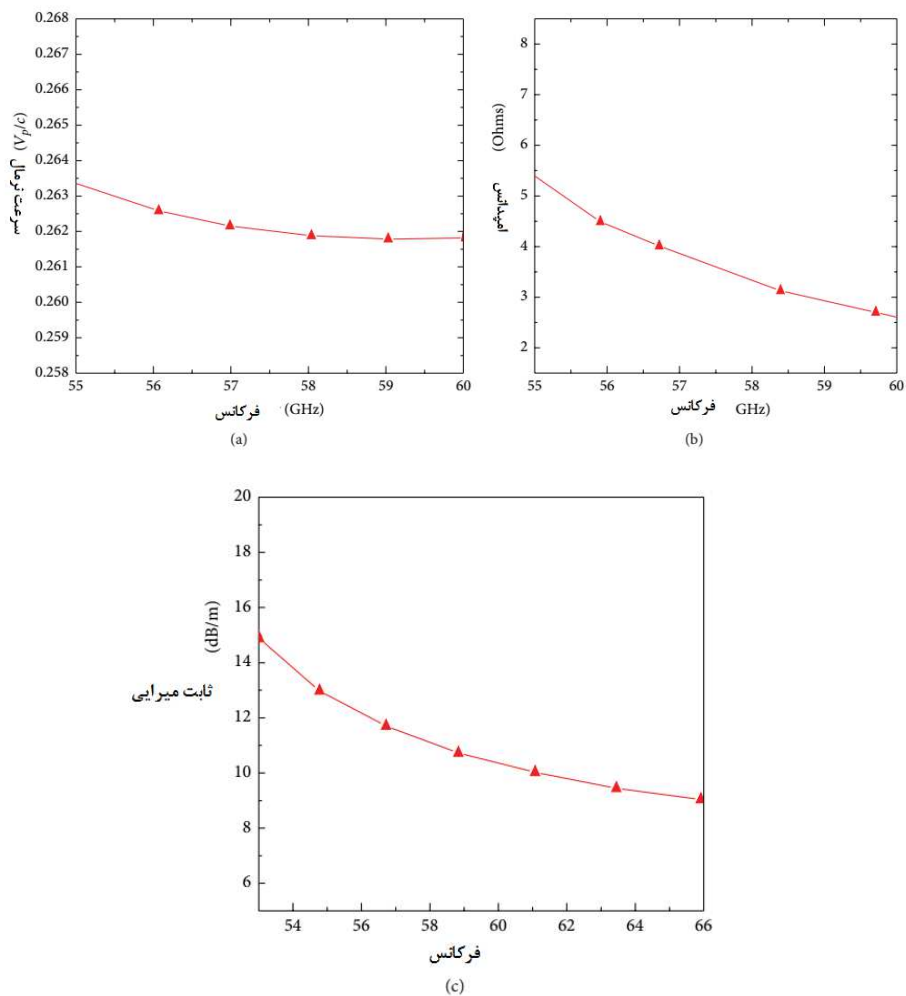 0.268
0.267
0.266
0.265
0.264
0.263
0.262
0.261
0.260
0.259
0.258
سرعت نرمال (Vp/c)
55 56 57 58 59 60
فرکانس (GHz)
(a)
8
7
6
5
4
3
2
امپدانس (Ohms)
55 56 57 58 59 60
فرکانس GHz)
(b)
20
18
16
14
12
10
8
6
(dB/m)
ثابت میرایی
54 56 58 60 62 64 66
فرکانس
(c)